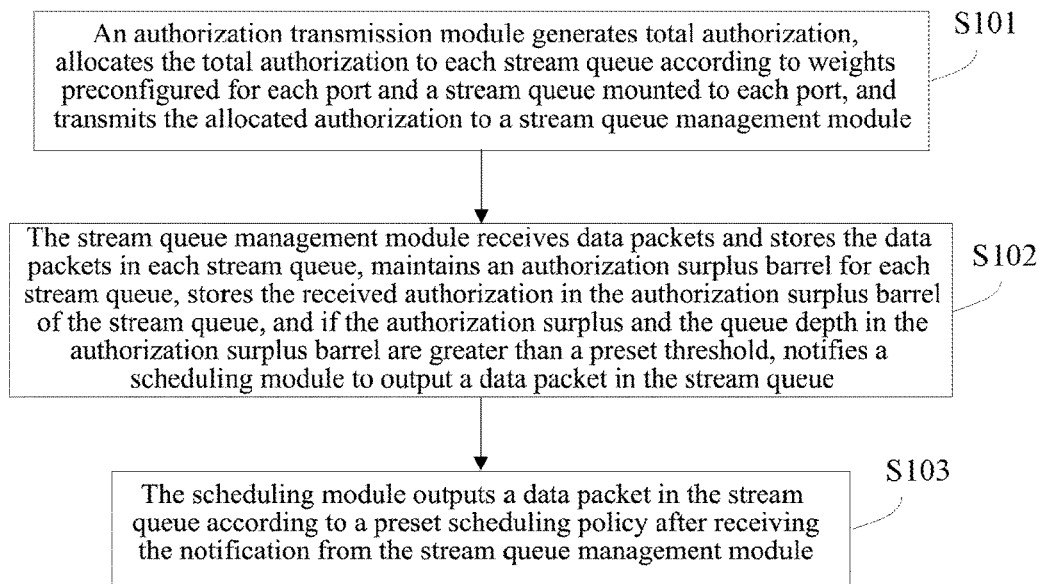 An authorization transmission module generates total authorization,
allocates the total authorization to each stream queue according to weights
preconfigured for each port and a stream queue mounted to each port, and
transmits the allocated authorization to a stream queue management module
S101
The stream queue management module receives data packets and stores the data
packets in each stream queue, maintains an authorization surplus barrel for each
stream queue, stores the received authorization in the authorization surplus barrel
of the stream queue, and if the authorization surplus and the queue depth in the
authorization surplus barrel are greater than a preset threshold, notifies a
scheduling module to output a data packet in the stream queue
S102
The scheduling module outputs a data packet in the stream
queue according to a preset scheduling policy after receiving
the notification from the stream queue management module
S103